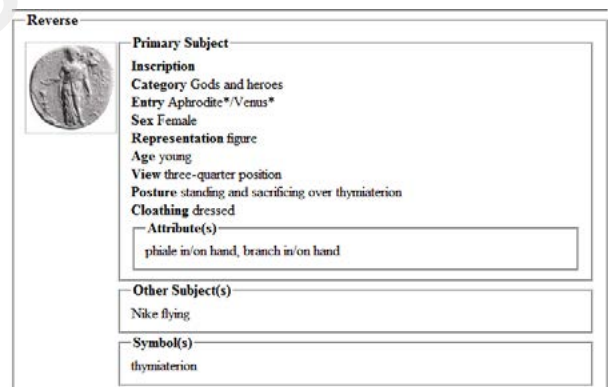 Reverse
Primary Subject
Inscription
Category Gods and heroes
Entry Aphrodite*/Venus*
Sex Female
Representation figure
Age young
View three-quarter position
Posture standing and sacrificing over thymiaterion
Cloathing dressed
Attribute(s)
phiale in/on hand, branch in/on hand
Other Subject(s)
Nike flying
Symbol(s)
thymiaterion